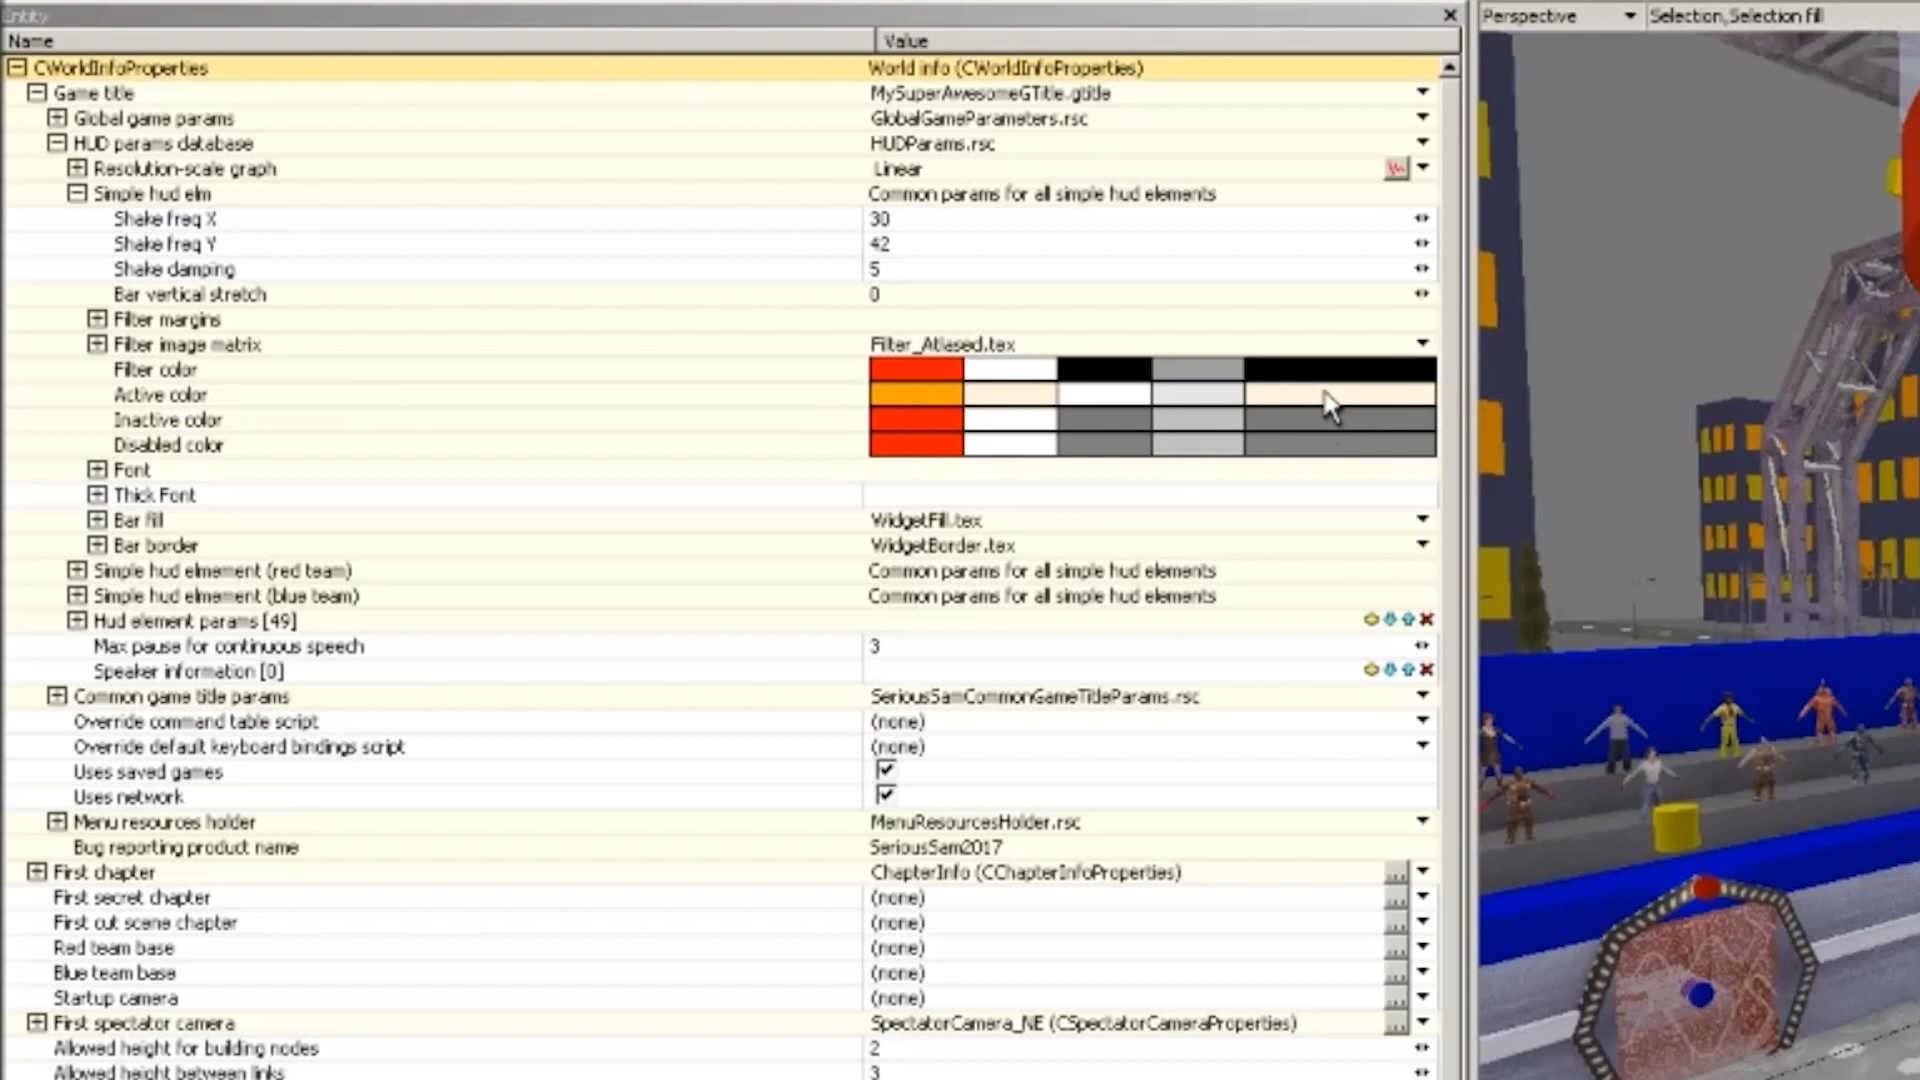 Entity
Name Value
CWorldInfoProperties World info (CWorldInfoProperties)
Game title MySuperAwesomeGTitle.gtitle
Global game params GlobalGameParameters.rsc
HUD params database HUDParams.rsc
Resolution-scale graph Linear
Simple hud elm Common params for all simple hud elements
Shake freq X 30
Shake freq Y 42
Shake damping 5
Bar vertical stretch 0
Filter margins
Filter image matrix Filter_Atlased.tex
Filter color
Active color
Inactive color
Disabled color
Font
Thick Font
Bar fill WidgetFill.tex
Bar border WidgetBorder.tex
Simple hud elmement (red team) Common params for all simple hud elements
Simple hud elmement (blue team) Common params for all simple hud elements
Hud element params [49]
Max pause for continuous speech 3
Speaker information [0]
Common game title params SeriousSamCommonGameTitleParams.rsc
Override command table script (none)
Override default keyboard bindings script (none)
Uses saved games
Uses network
Menu resources holder MenuResourcesHolder.rsc
Bug reporting product name SeriousSam2017
First chapter ChapterInfo (CChapterInfoProperties) ...
First secret chapter (none) ...
First cut scene chapter (none) ...
Red team base (none) ...
Blue team base (none) ...
Startup camera (none) ...
First spectator camera SpectatorCamera_NE (CSpectatorCameraProperties) ...
Allowed height for building nodes 2
Allowed height between links 3
Perspective Selection,Selection fill